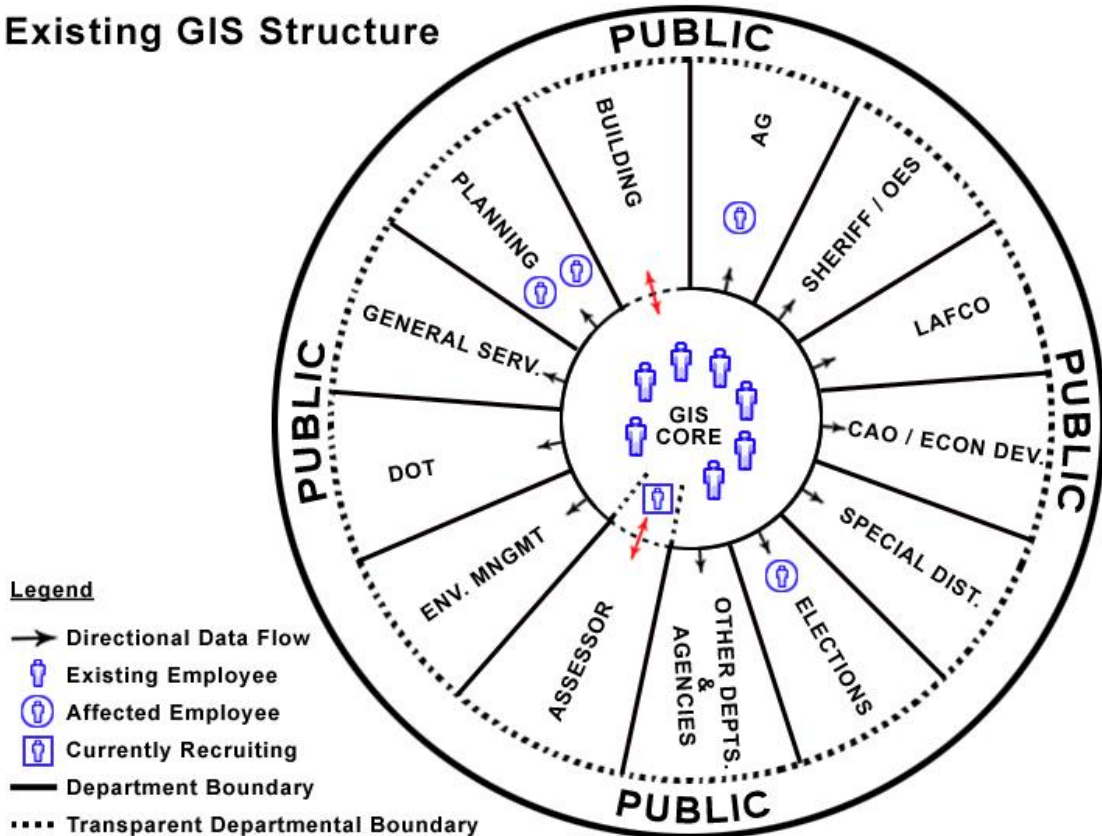 Existing GIS Structure
PUBLIC
PUBLIC
PUBLIC
PUBLIC
BUILDING
AG
SHERIFF / OES
LAFCO
CAO / ECON DEV.
SPECIAL DIST.
ELECTIONS
OTHER DEPTS.
&
AGENCIES
ASSESSOR
ENV. MNGMT
DOT
GENERAL SERV.
PLANNING
GIS
CORE
Legend
Directional Data Flow
Existing Employee
Affected Employee
Currently Recruiting
Department Boundary
Transparent Departmental Boundary